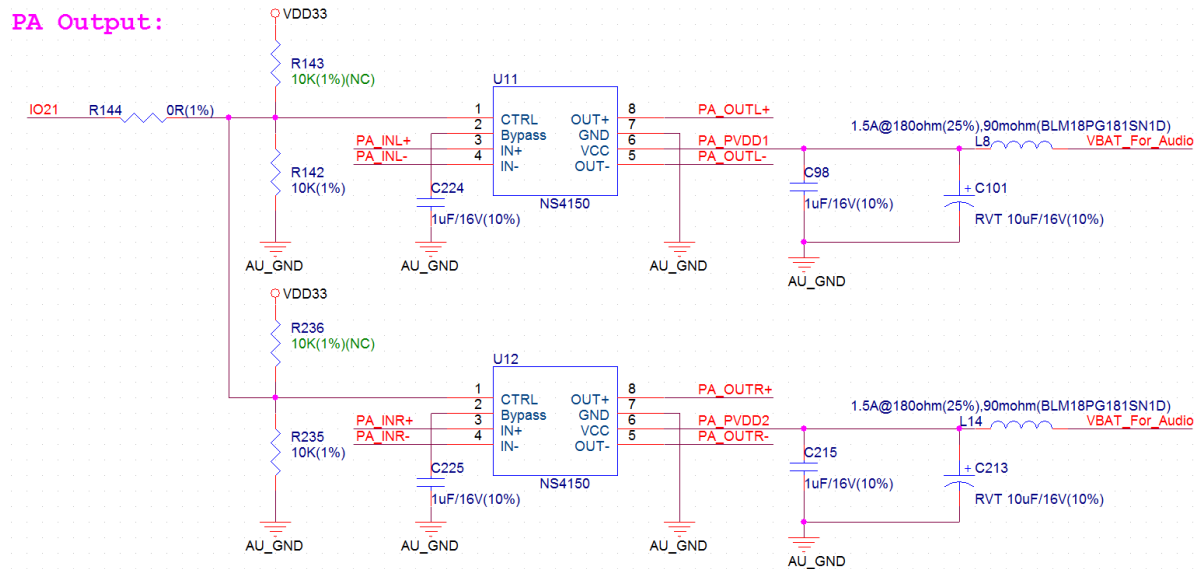 PA Output:
VDD33
R143
10K(1%)(NC)
IO21
R144
0R(1%)
R142
10K(1%)
AU_GND
U11
1
2
3
4
CTRL
Bypass
IN+
IN-
OUT+
GND
VCC
OUT-
8
7
6
5
NS4150
PA_INL+
PA_INL-
C224
1uF/16V(10%)
AU_GND
PA_OUTL+
PA_PVDD1
PA_OUTL-
AU_GND
1.5A@180ohm(25%),90mohm(BLM18PG181SN1D)
L8
VBAT_For_Audio
C98
1uF/16V(10%)
+
C101
RVT 10uF/16V(10%)
AU_GND
VDD33
R236
10K(1%)(NC)
R235
10K(1%)
AU_GND
U12
1
2
3
4
CTRL
Bypass
IN+
IN-
OUT+
GND
VCC
OUT-
8
7
6
5
NS4150
PA_INR+
PA_INR-
C225
1uF/16V(10%)
AU_GND
PA_OUTR+
PA_PVDD2
PA_OUTR-
AU_GND
1.5A@180ohm(25%),90mohm(BLM18PG181SN1D)
L14
VBAT_For_Audio
C215
1uF/16V(10%)
+
C213
RVT 10uF/16V(10%)
AU_GND